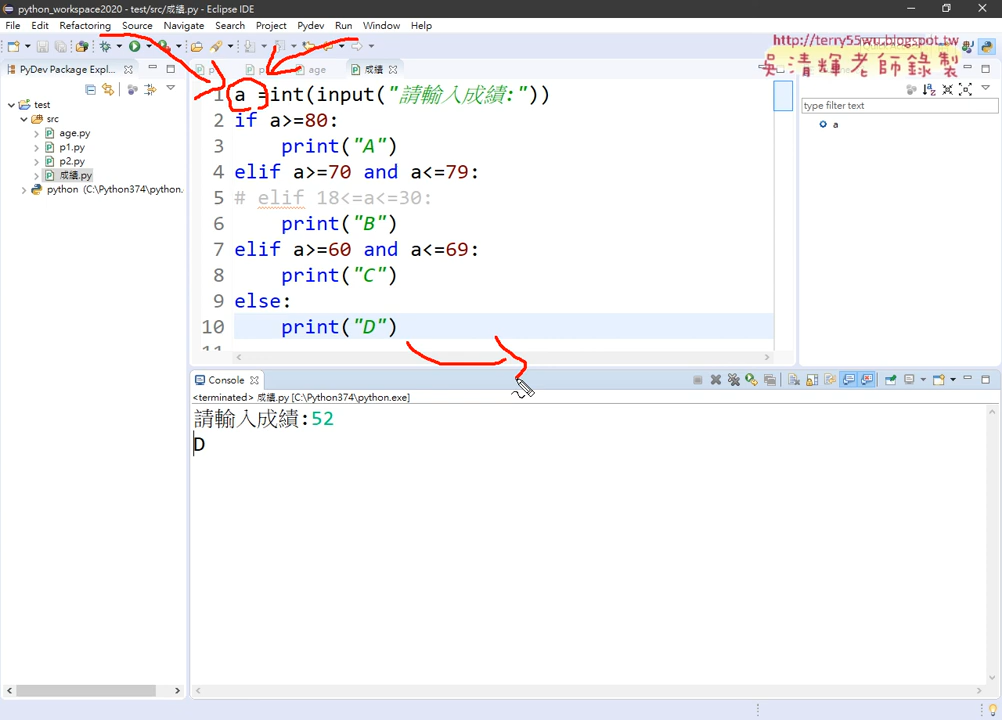 python_workspace2020 - test/src/成績.py - Eclipse IDE
File Edit Refactoring Source Navigate Search Project Pydev Run Window Help
http://terry55wu.blogspot.tw
吳清輝老師錄製
PyDev Package Expl...
p
age
成績
test
src
age.py
p1.py
p2.py
成績.py
python (C:\Python374\python.
1 a =int(input("請輸入成績:"))
2 if a>=80:
3 print("A")
4 elif a>=70 and a<=79:
5 # elif 18<=a<=30:
6 print("B")
7 elif a>=60 and a<=69:
8 print("C")
9 else:
10 print("D")
11
type filter text
a
Console
<terminated> 成績.py [C:\Python374\python.exe]
請輸入成績:52
D